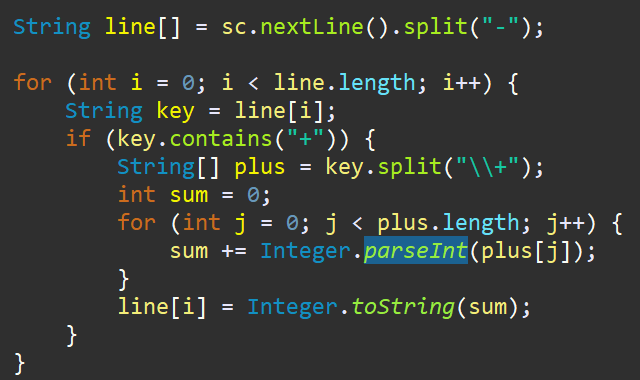 String line[] = sc.nextLine().split("-");
for (int i = 0; i < line.length; i++) {
String key = line[i];
if (key.contains("+")) {
String[] plus = key.split("\\+");
int sum = 0;
for (int j = 0; j < plus.length; j++) {
sum += Integer.parseInt(plus[j]);
}
line[i] = Integer.toString(sum);
}
}